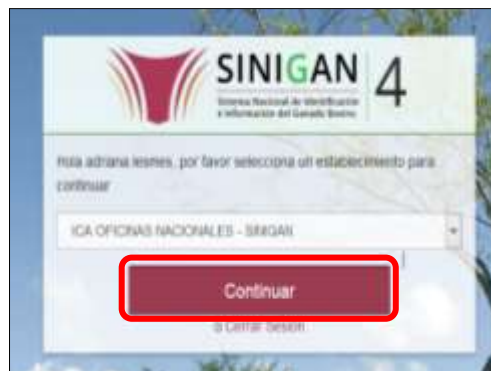 SINIGAN 4
Sistema Nacional de Identificación
e Información del Ganado Bovino
Hola adriana lesmes, por favor selecciona un establecimiento para
continuar
ICA OFICINAS NACIONALES - SINIGAN
Continuar
o Cerrar Sesión